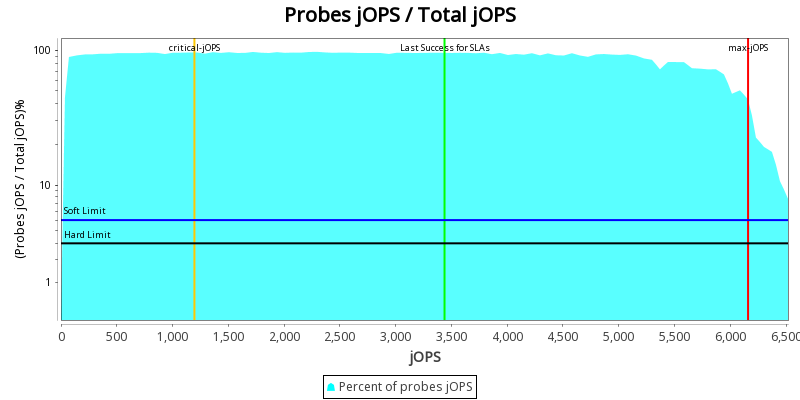 Probes jOPS / Total jOPS
(Probes jOPS / Total jOPS)%
100
10
1
critical-jOPS
Last Success for SLAs
max-jOPS
Soft Limit
Hard Limit
0 500 1,000 1,500 2,000 2,500 3,000 3,500 4,000 4,500 5,000 5,500 6,000 6,500
jOPS
Percent of probes jOPS